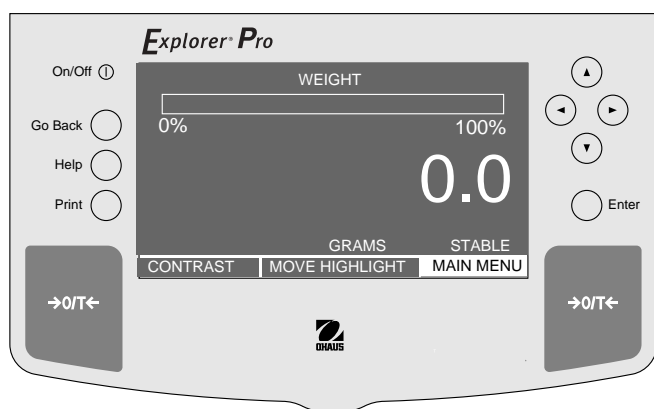 Explorer® Pro
On/Off
WEIGHT
Go Back
0% 100%
Help
0.0
Print
Enter
GRAMS STABLE
CONTRAST MOVE HIGHLIGHT MAIN MENU
→0/T←
→0/T←
OHAUS